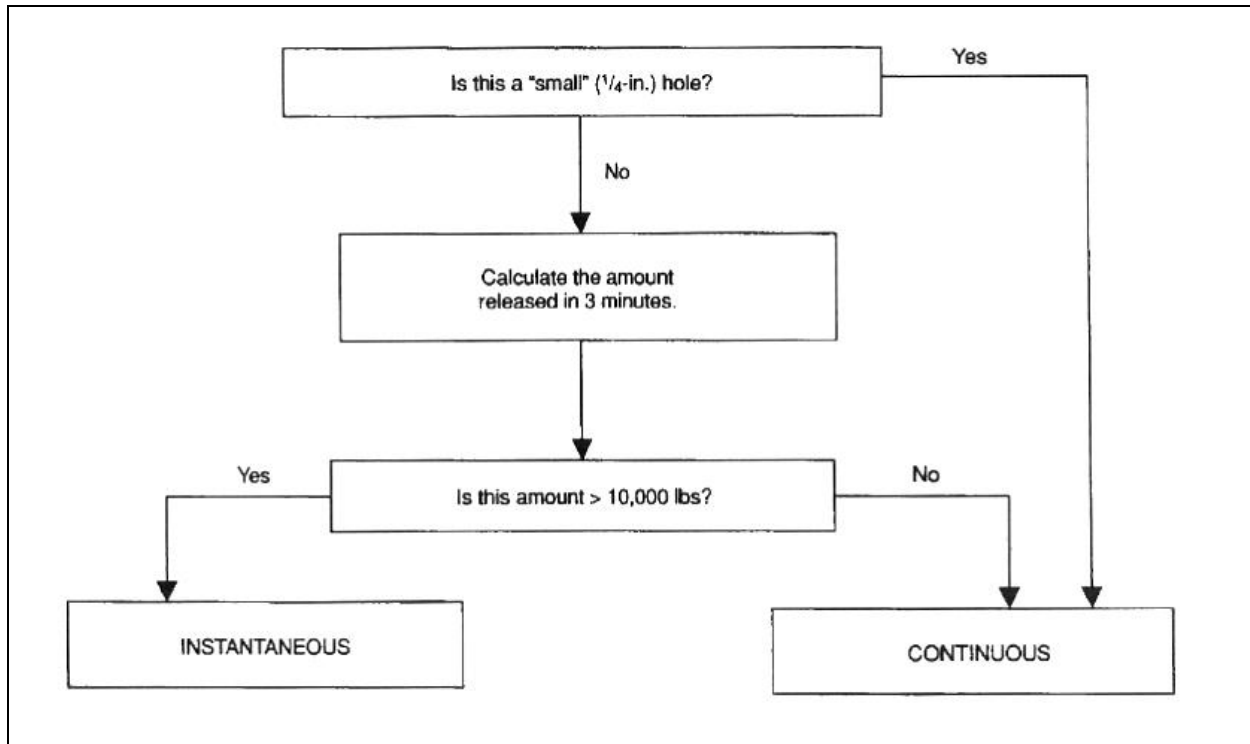 Is this a "small" (1/4-in.) hole?
Yes
No
Calculate the amount
released in 3 minutes.
Yes
Is this amount > 10,000 lbs?
No
INSTANTANEOUS
CONTINUOUS